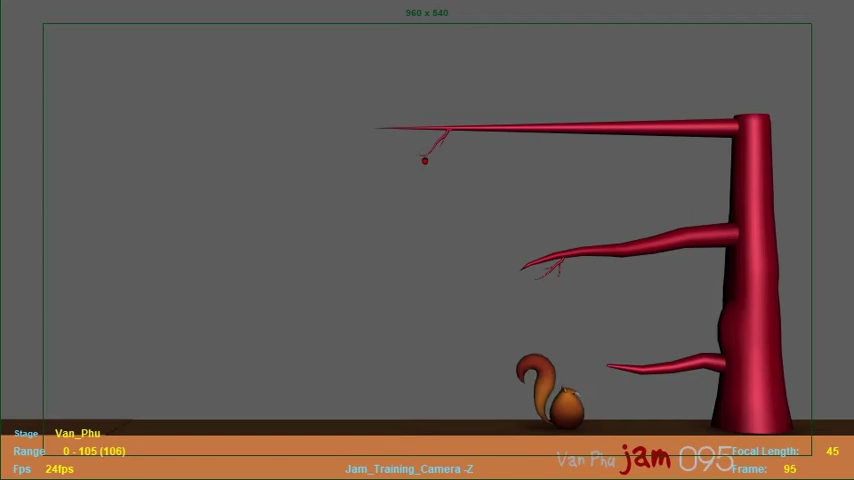 960 x 540
Stage Van_Phu
Range 0 - 105 (106) Van Phu jam 095 Focal Length: 45
Fps 24fps Jam_Training_Camera -Z Frame: 95